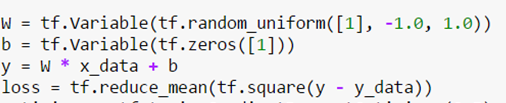 W = tf.Variable(tf.random_uniform([1], -1.0, 1.0))
b = tf.Variable(tf.zeros([1]))
y = W * x_data + b
loss = tf.reduce_mean(tf.square(y - y_data))